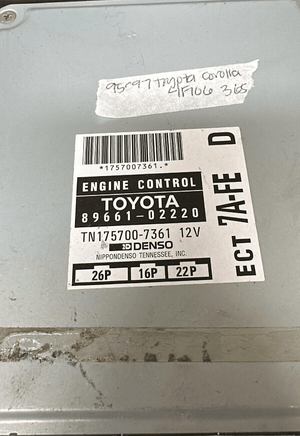 95-97 Toyota Corolla
1F106 365
*1757007361.*
ENGINE CONTROL
TOYOTA
89661-02220
TN175700-7361 12V
DENSO
NIPPONDENSO TENNESSEE, INC.
26P 16P 22P
ECT 7A-FE D